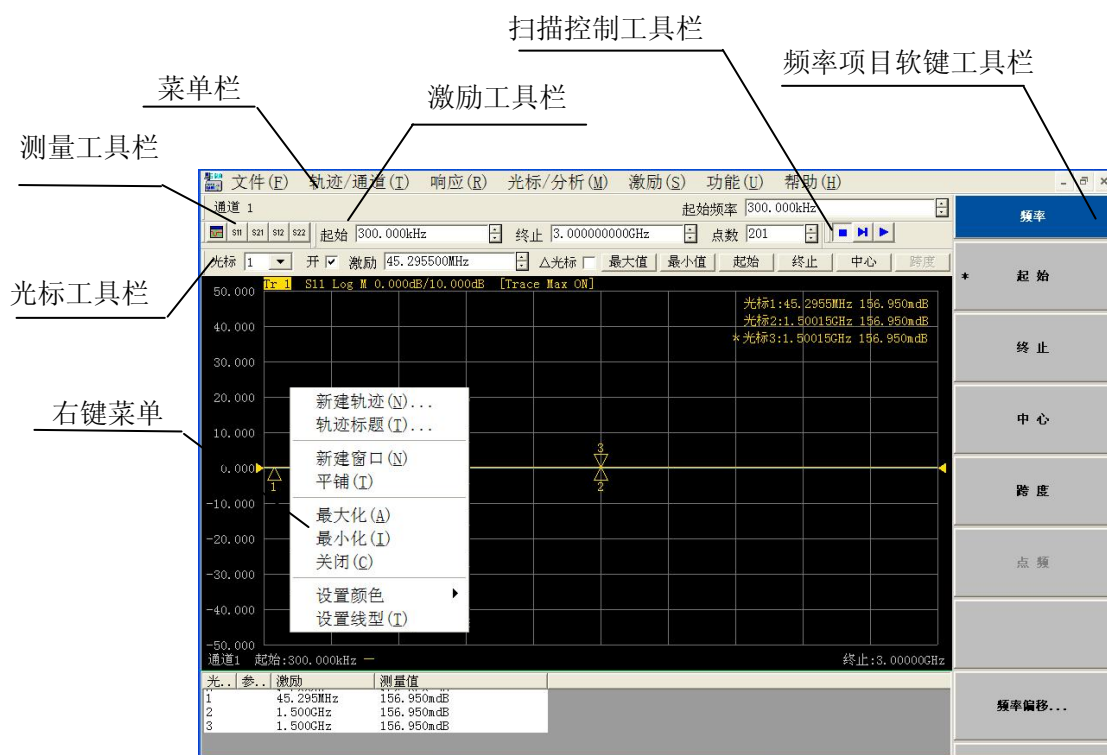 扫描控制工具栏
频率项目软键工具栏
菜单栏
激励工具栏
测量工具栏
光标工具栏
右键菜单
文件(F) 轨迹/通道(T) 响应(R) 光标/分析(M) 激励(S) 功能(U) 帮助(H)
通道 1 起始频率 300.000kHz
S11 S21 S12 S22 起始 300.000kHz 终止 3.000000000GHz 点数 201
光标 1 开 激励 45.295500MHz △光标 最大值 最小值 起始 终止 中心 跨度
Tr 1 S11 Log M 0.000dB/10.000dB [Trace Max ON]
光标1:45.2955MHz 156.950mdB
光标2:1.50015GHz 156.950mdB
*光标3:1.50015GHz 156.950mdB
50.000
40.000
30.000
20.000
10.000
0.000
-10.000
-20.000
-30.000
-40.000
-50.000
1
3
2
新建轨迹(N)...
轨迹标题(T)...
新建窗口(N)
平铺(T)
最大化(A)
最小化(I)
关闭(C)
设置颜色
设置线型(T)
通道1 起始:300.000kHz 终止:3.00000GHz
光.. 参.. 激励 测量值
1 45.295MHz 156.950mdB
2 1.500GHz 156.950mdB
3 1.500GHz 156.950mdB
频率
* 起 始
终 止
中 心
跨 度
点 频
频率偏移...